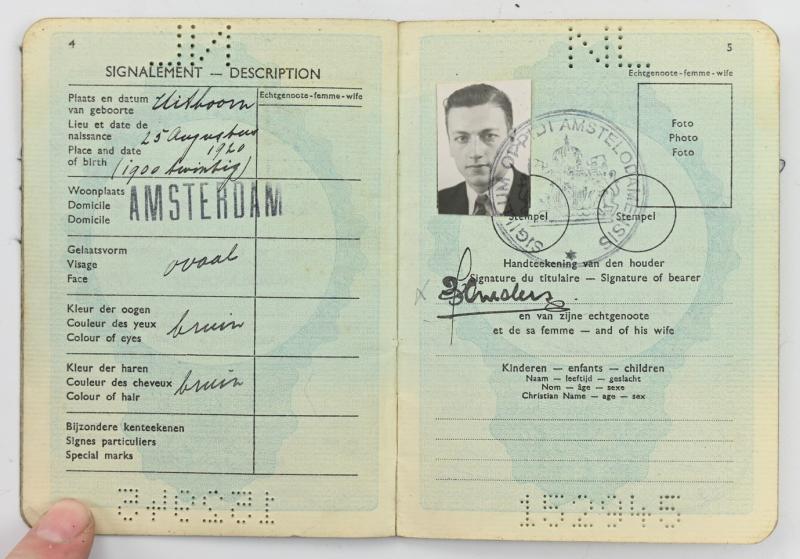 4
SIGNALEMENT — DESCRIPTION
Plaats en datum van geboorte
Lieu et date de naissance
Place and date of birth
Echtgenoote-femme-wife
Uithoorn
25 Augustus
1920
(1900 twintig)
Woonplaats
Domicile
Domicile
AMSTERDAM
Gelaatsvorm
Visage
Face
ovaal
Kleur der oogen
Couleur des yeux
Colour of eyes
bruin
Kleur der haren
Couleur des cheveux
Colour of hair
bruin
Bijzondere kenteekenen
Signes particuliers
Special marks
NL
5
Echtgenoote-femme-wife
Foto
Photo
Foto
SIGILLUM OPPIDI AMSTELODAMENSIS
Stempel
Stempel
Handteekening van den houder
Signature du titulaire — Signature of bearer
en van zijne echtgenoote
et de sa femme — and of his wife
Kinderen — enfants — children
Naam — leeftijd — geslacht
Nom — âge — sexe
Christian Name — age — sex
152945